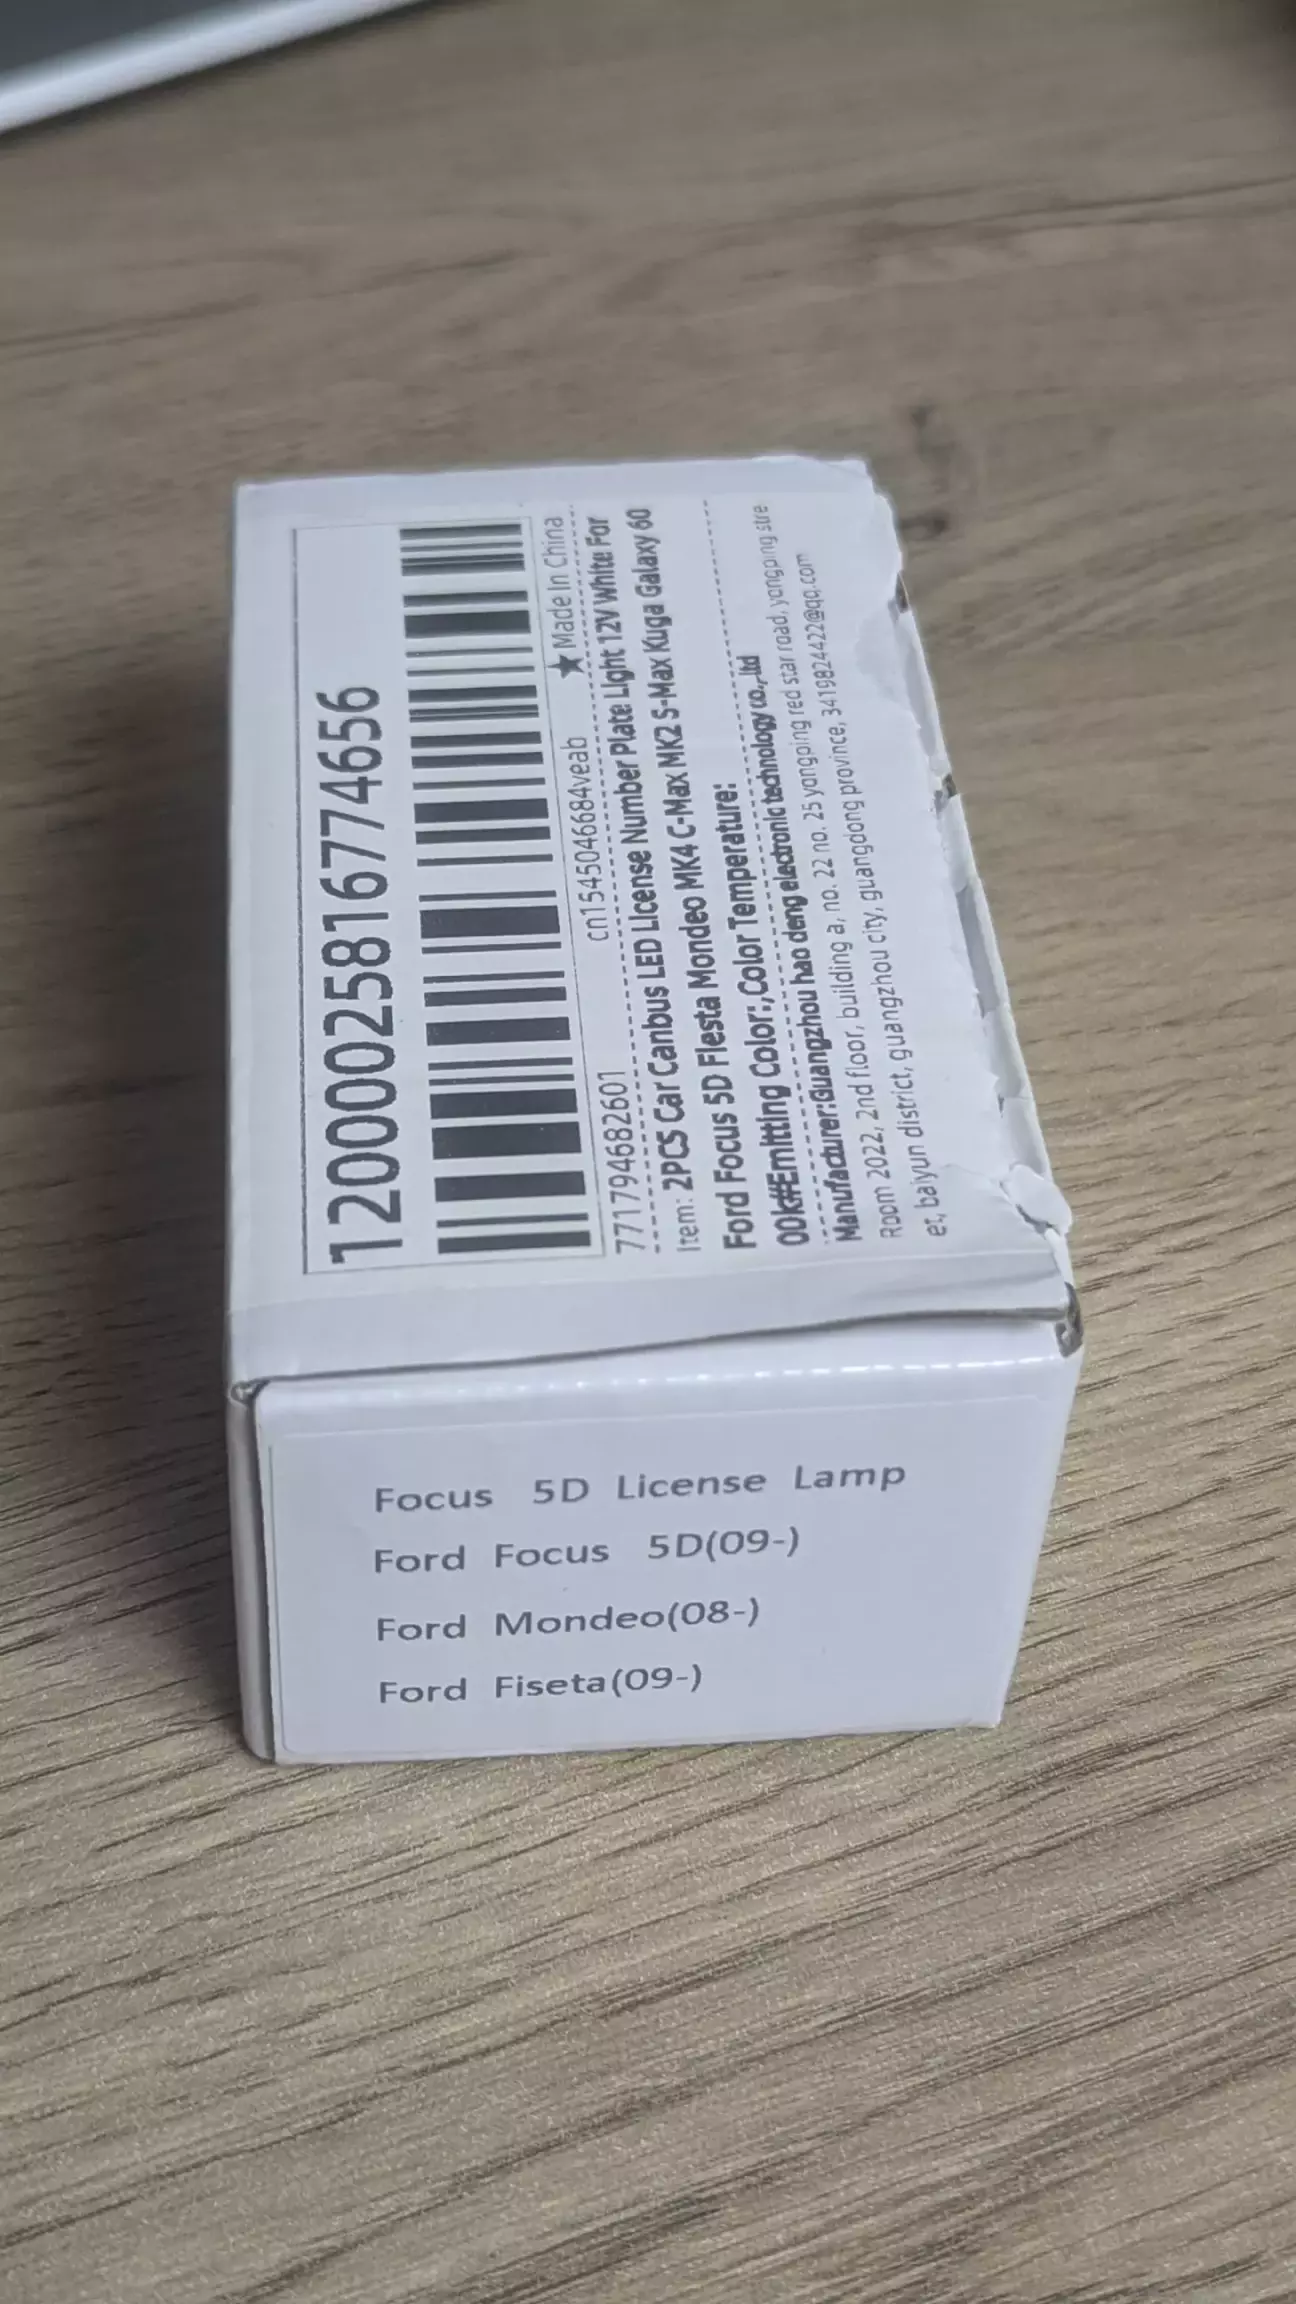 12000258167774656
cn1545046684veab
★Made In China
771794682601
Item: 2PCS Car Canbus LED License Number Plate Light 12V White For
Ford Focus 5D Fiesta Mondeo MK4 C-Max MK2 S-Max Kuga Galaxy 60
00k#Emitting Color:,Color Temperature:
Manufacturer:Guangzhou hao deng electronic technology co.,ltd
Room 2022, 2nd floor, building a, no. 22 no. 25 yongping red star road, yongping stre
et, baiyun district, guangzhou city, guangdong province, 3419824422@qq.com
Focus 5D License Lamp
Ford Focus 5D(09-)
Ford Mondeo(08-)
Ford Fiseta(09-)